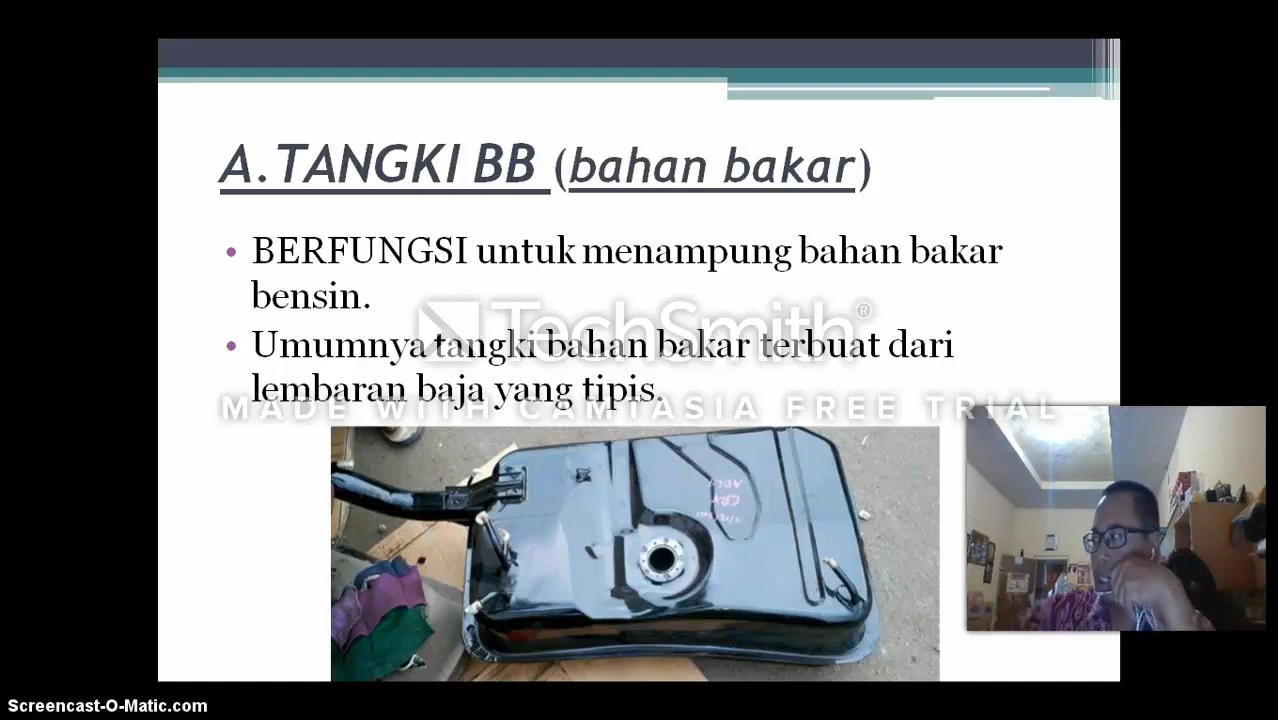 A. TANGKI BB (bahan bakar)
• BERFUNGSI untuk menampung bahan bakar
bensin.
TechSmith®
• Umumnya tangki bahan bakar terbuat dari
lembaran baja yang tipis.
MADE WITH CAMTASIA FREE TRIAL
Screencast-O-Matic.com